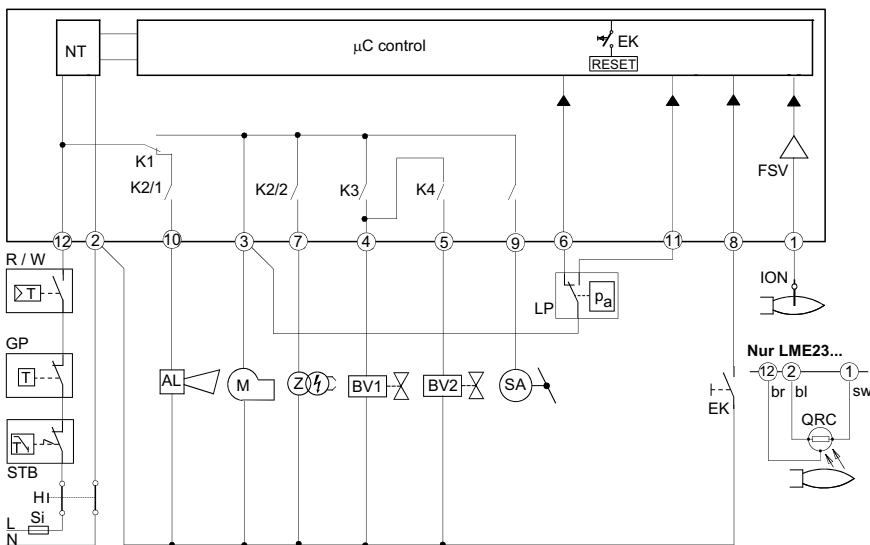 NT
µC control
EK
RESET
FSV
K1
K2/1
K2/2
K3
K4
12
2
10
3
7
4
5
9
6
11
8
1
R / W
T
GP
T
STB
T
H
L
N
Si
AL
M
Z
BV1
BV2
SA
LP
pa
EK
ION
Nur LME23...
12
2
1
br
bl
sw
QRC